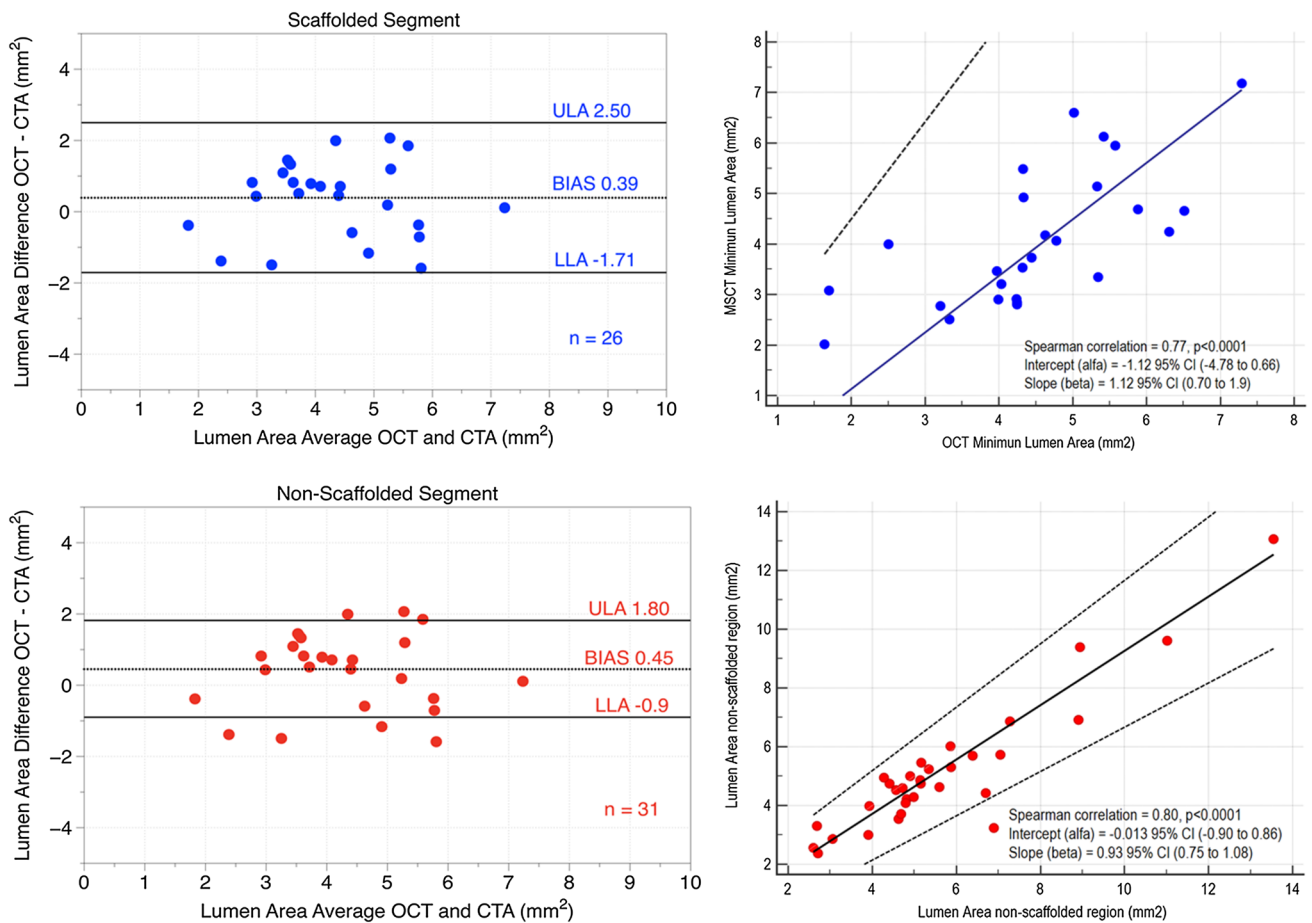 Scaffolded Segment
Lumen Area Difference OCT - CTA (mm2)
4
2
0
−2
−4
ULA 2.50
BIAS 0.39
LLA -1.71
n = 26
0 1 2 3 4 5 6 7 8 9 10
Lumen Area Average OCT and CTA (mm2)
MSCT Minimun Lumen Area (mm2)
8
7
6
5
4
3
2
1
Spearman correlation = 0.77, p<0.0001
Intercept (alfa) = -1.12 95% CI (-4.78 to 0.66)
Slope (beta) = 1.12 95% CI (0.70 to 1.9)
1 2 3 4 5 6 7 8
OCT Minimun Lumen Area (mm2)
Non-Scaffolded Segment
Lumen Area Difference OCT - CTA (mm2)
4
2
0
−2
−4
ULA 1.80
BIAS 0.45
LLA -0.9
n = 31
0 1 2 3 4 5 6 7 8 9 10
Lumen Area Average OCT and CTA (mm2)
Lumen Area non-scaffolded region (mm2)
14
12
10
8
6
4
2
Spearman correlation = 0.80, p<0.0001
Intercept (alfa) = -0.013 95% CI (-0.90 to 0.86)
Slope (beta) = 0.93 95% CI (0.75 to 1.08)
2 4 6 8 10 12 14
Lumen Area non-scaffolded region (mm2)